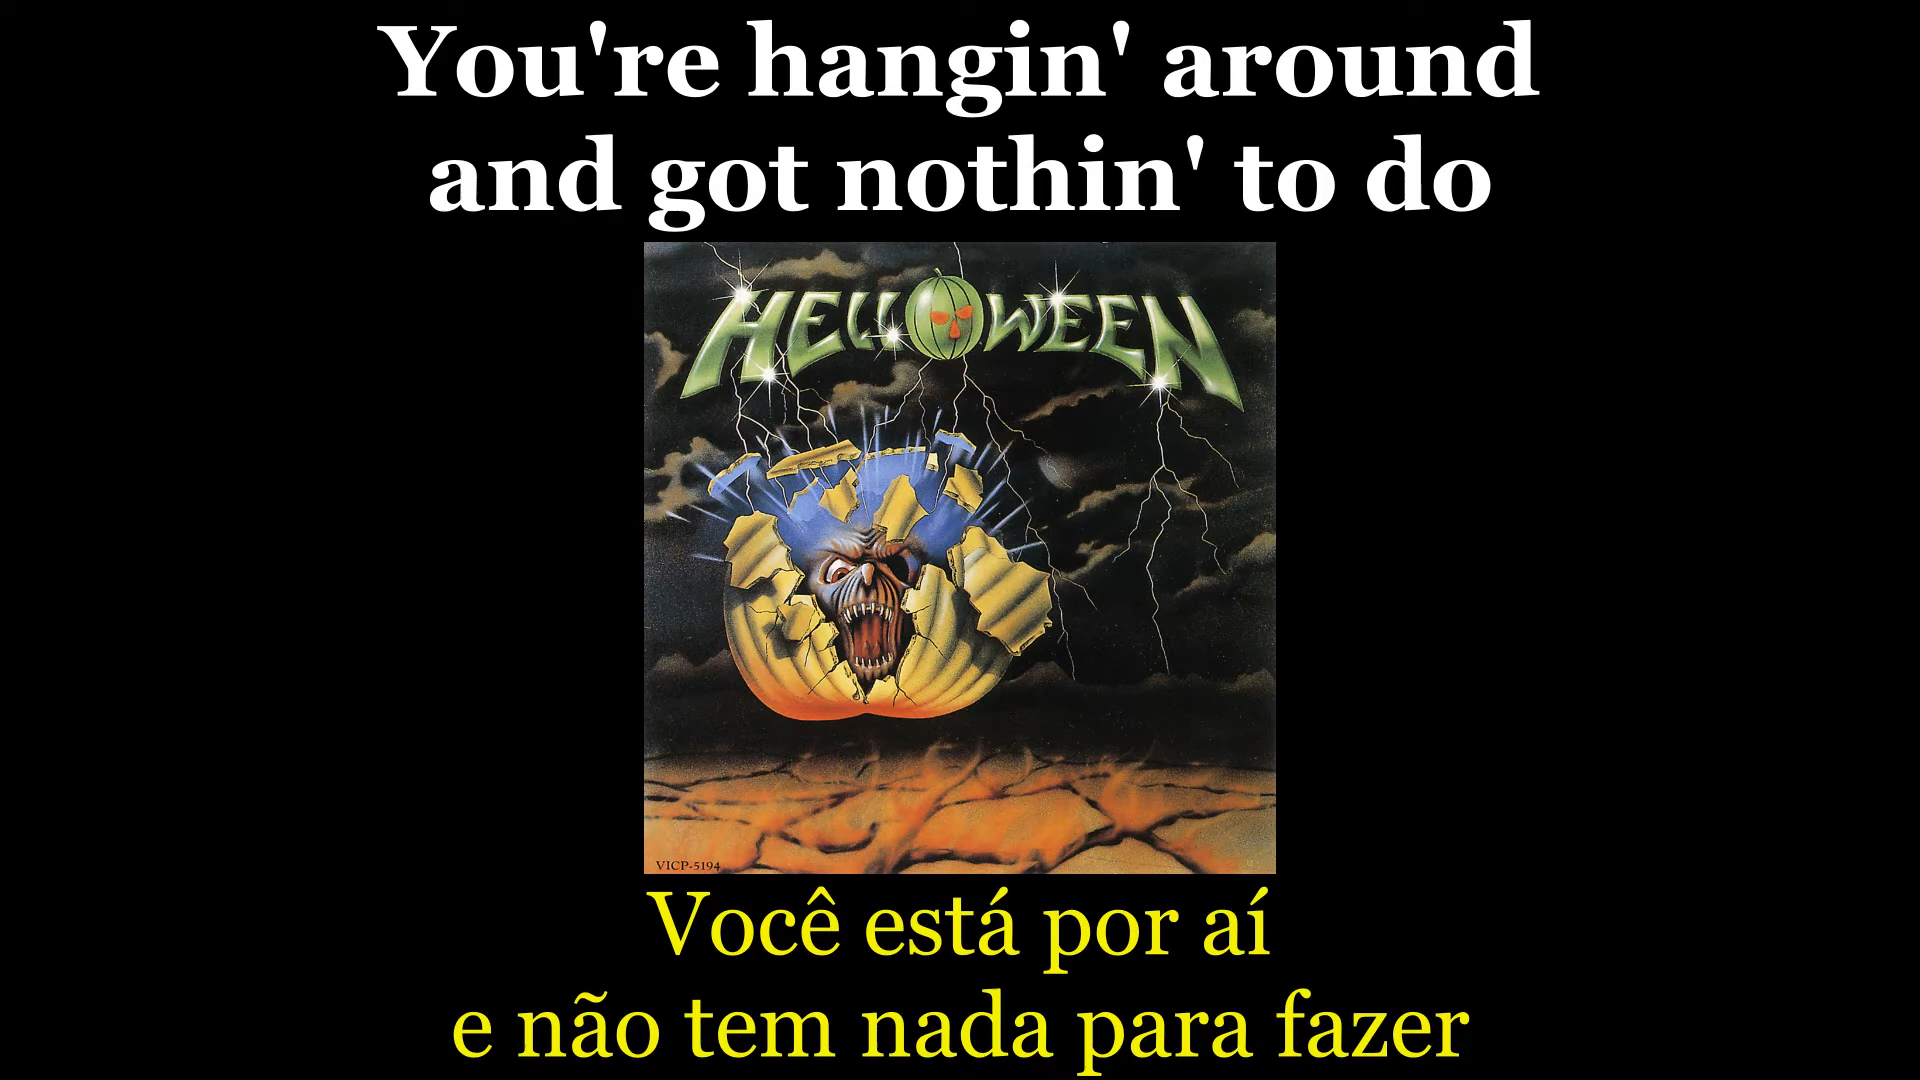 You're hangin' around
and got nothin' to do
HELLOWEEN
VICP-5194
Você está por aí
e não tem nada para fazer